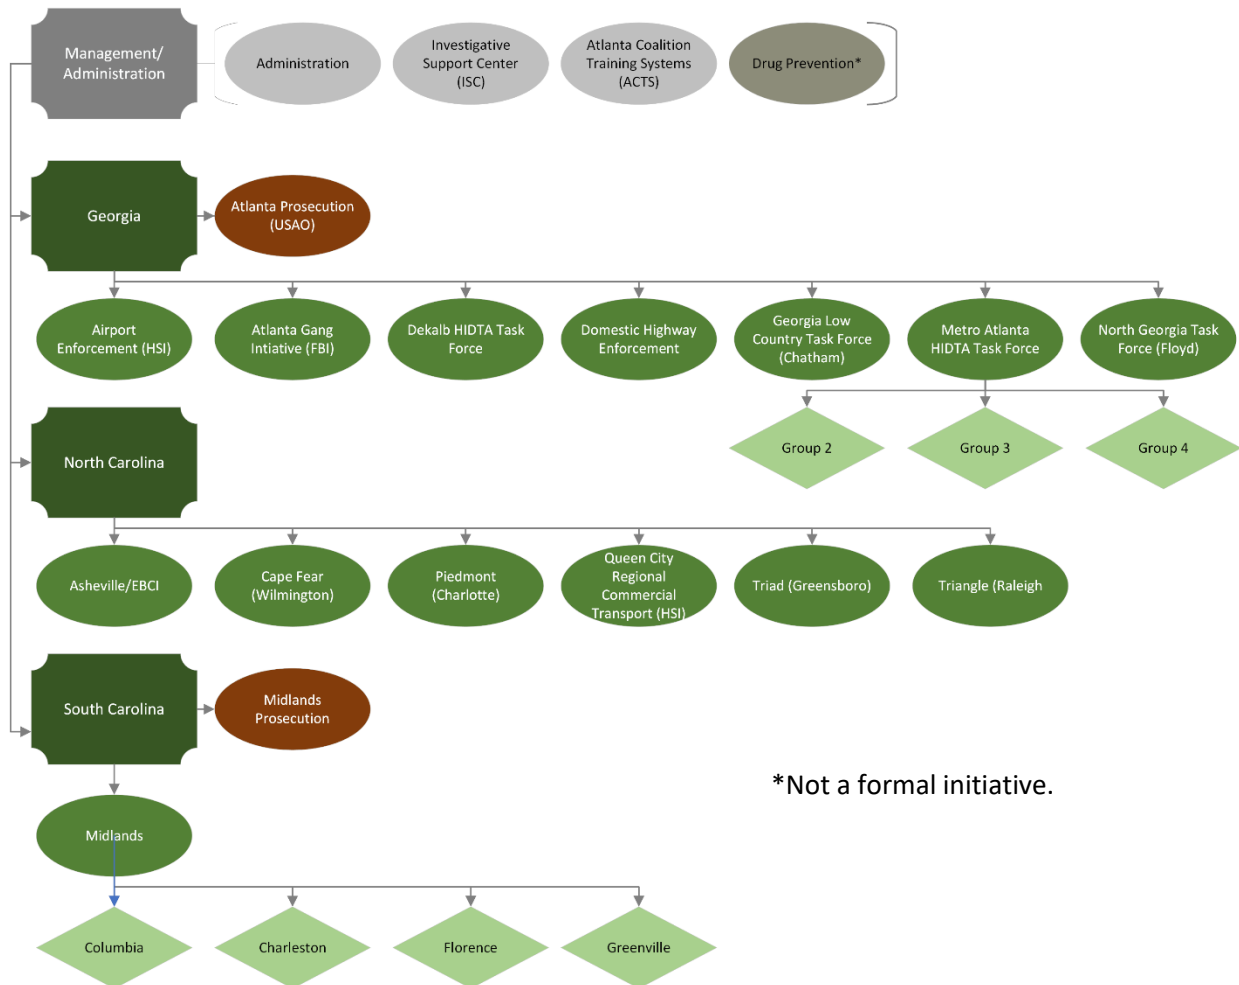 Management/
Administration
Administration
Investigative
Support Center
(ISC)
Atlanta Coalition
Training Systems
(ACTS)
Drug Prevention*
Georgia
Atlanta Prosecution
(USAO)
Airport
Enforcement (HSI)
Atlanta Gang
Intiative (FBI)
Dekalb HIDTA Task
Force
Domestic Highway
Enforcement
Georgia Low
Country Task Force
(Chatham)
Metro Atlanta
HIDTA Task Force
North Georgia Task
Force (Floyd)
Group 2
Group 3
Group 4
North Carolina
Asheville/EBCI
Cape Fear
(Wilmington)
Piedmont
(Charlotte)
Queen City
Regional
Commercial
Transport (HSI)
Triad (Greensboro)
Triangle (Raleigh
South Carolina
Midlands
Prosecution
*Not a formal initiative.
Midlands
Columbia
Charleston
Florence
Greenville